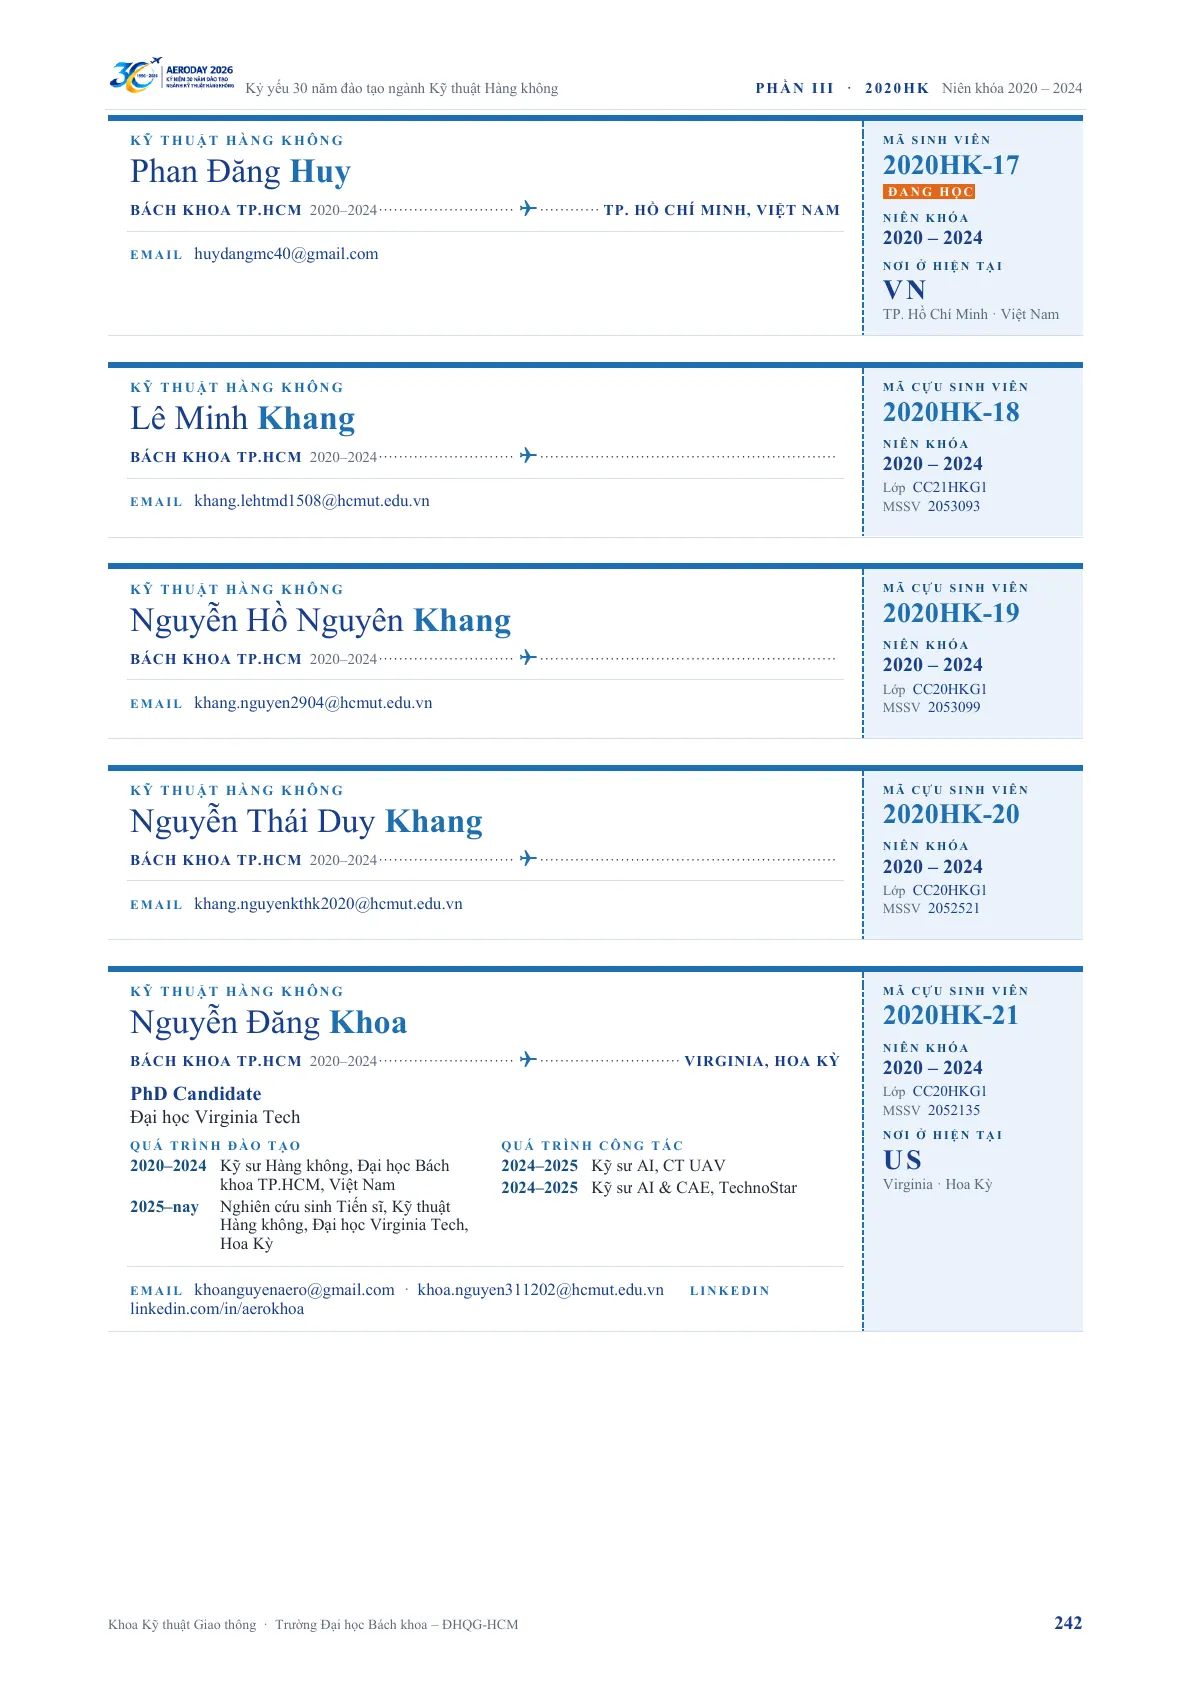 30
1996 - 2026
AERODAY 2026
KỶ NIỆM 30 NĂM ĐÀO TẠO
NGÀNH KỸ THUẬT HÀNG KHÔNG
Kỷ yếu 30 năm đào tạo ngành Kỹ thuật Hàng không
PHẦN III · 2020HK Niên khóa 2020 – 2024
KỸ THUẬT HÀNG KHÔNG
Phan Đăng Huy
BÁCH KHOA TP.HCM 2020–2024 TP. HỒ CHÍ MINH, VIỆT NAM
EMAIL huydangmc40@gmail.com
MÃ SINH VIÊN
2020HK-17
ĐANG HỌC
NIÊN KHÓA
2020 – 2024
NƠI Ở HIỆN TẠI
VN
TP. Hồ Chí Minh · Việt Nam
KỸ THUẬT HÀNG KHÔNG
Lê Minh Khang
BÁCH KHOA TP.HCM 2020–2024
EMAIL khang.lehtmd1508@hcmut.edu.vn
MÃ CỰU SINH VIÊN
2020HK-18
NIÊN KHÓA
2020 – 2024
Lớp CC21HKG1
MSSV 2053093
KỸ THUẬT HÀNG KHÔNG
Nguyễn Hồ Nguyên Khang
BÁCH KHOA TP.HCM 2020–2024
EMAIL khang.nguyen2904@hcmut.edu.vn
MÃ CỰU SINH VIÊN
2020HK-19
NIÊN KHÓA
2020 – 2024
Lớp CC20HKG1
MSSV 2053099
KỸ THUẬT HÀNG KHÔNG
Nguyễn Thái Duy Khang
BÁCH KHOA TP.HCM 2020–2024
EMAIL khang.nguyenkthk2020@hcmut.edu.vn
MÃ CỰU SINH VIÊN
2020HK-20
NIÊN KHÓA
2020 – 2024
Lớp CC20HKG1
MSSV 2052521
KỸ THUẬT HÀNG KHÔNG
Nguyễn Đăng Khoa
BÁCH KHOA TP.HCM 2020–2024 VIRGINIA, HOA KỲ
PhD Candidate
Đại học Virginia Tech
QUÁ TRÌNH ĐÀO TẠO
2020–2024 Kỹ sư Hàng không, Đại học Bách
khoa TP.HCM, Việt Nam
2025–nay Nghiên cứu sinh Tiến sĩ, Kỹ thuật
Hàng không, Đại học Virginia Tech,
Hoa Kỳ
QUÁ TRÌNH CÔNG TÁC
2024–2025 Kỹ sư AI, CT UAV
2024–2025 Kỹ sư AI & CAE, TechnoStar
EMAIL khoanguyenaero@gmail.com · khoa.nguyen311202@hcmut.edu.vn LINKEDIN
linkedin.com/in/aerokhoa
MÃ CỰU SINH VIÊN
2020HK-21
NIÊN KHÓA
2020 – 2024
Lớp CC20HKG1
MSSV 2052135
NƠI Ở HIỆN TẠI
US
Virginia · Hoa Kỳ
Khoa Kỹ thuật Giao thông · Trường Đại học Bách khoa – ĐHQG-HCM
242